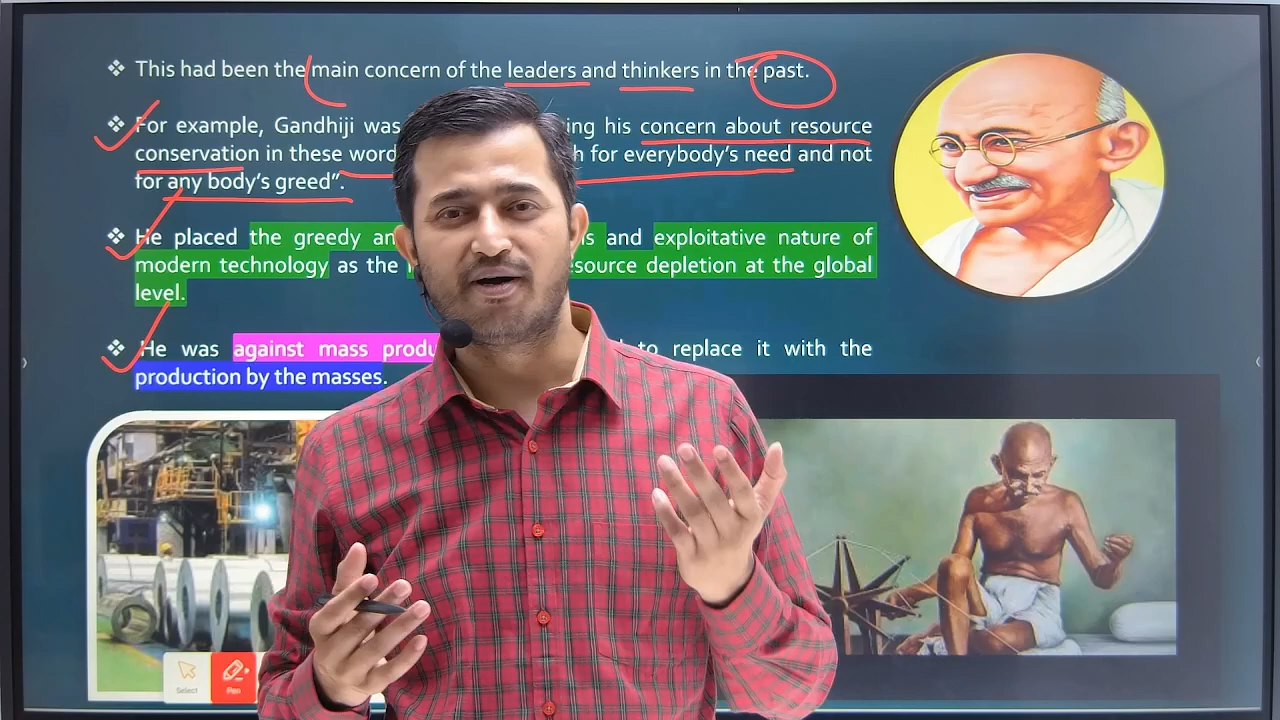 ❖ This had been the main concern of the leaders and thinkers in the past.
❖ For example, Gandhiji was ing his concern about resource
conservation in these word h for everybody's need and not
for any body's greed”.
❖ He placed the greedy an and exploitative nature of
modern technology as the esource depletion at the global
level.
❖ He was against mass produ to replace it with the
production by the masses.
Select
Pen